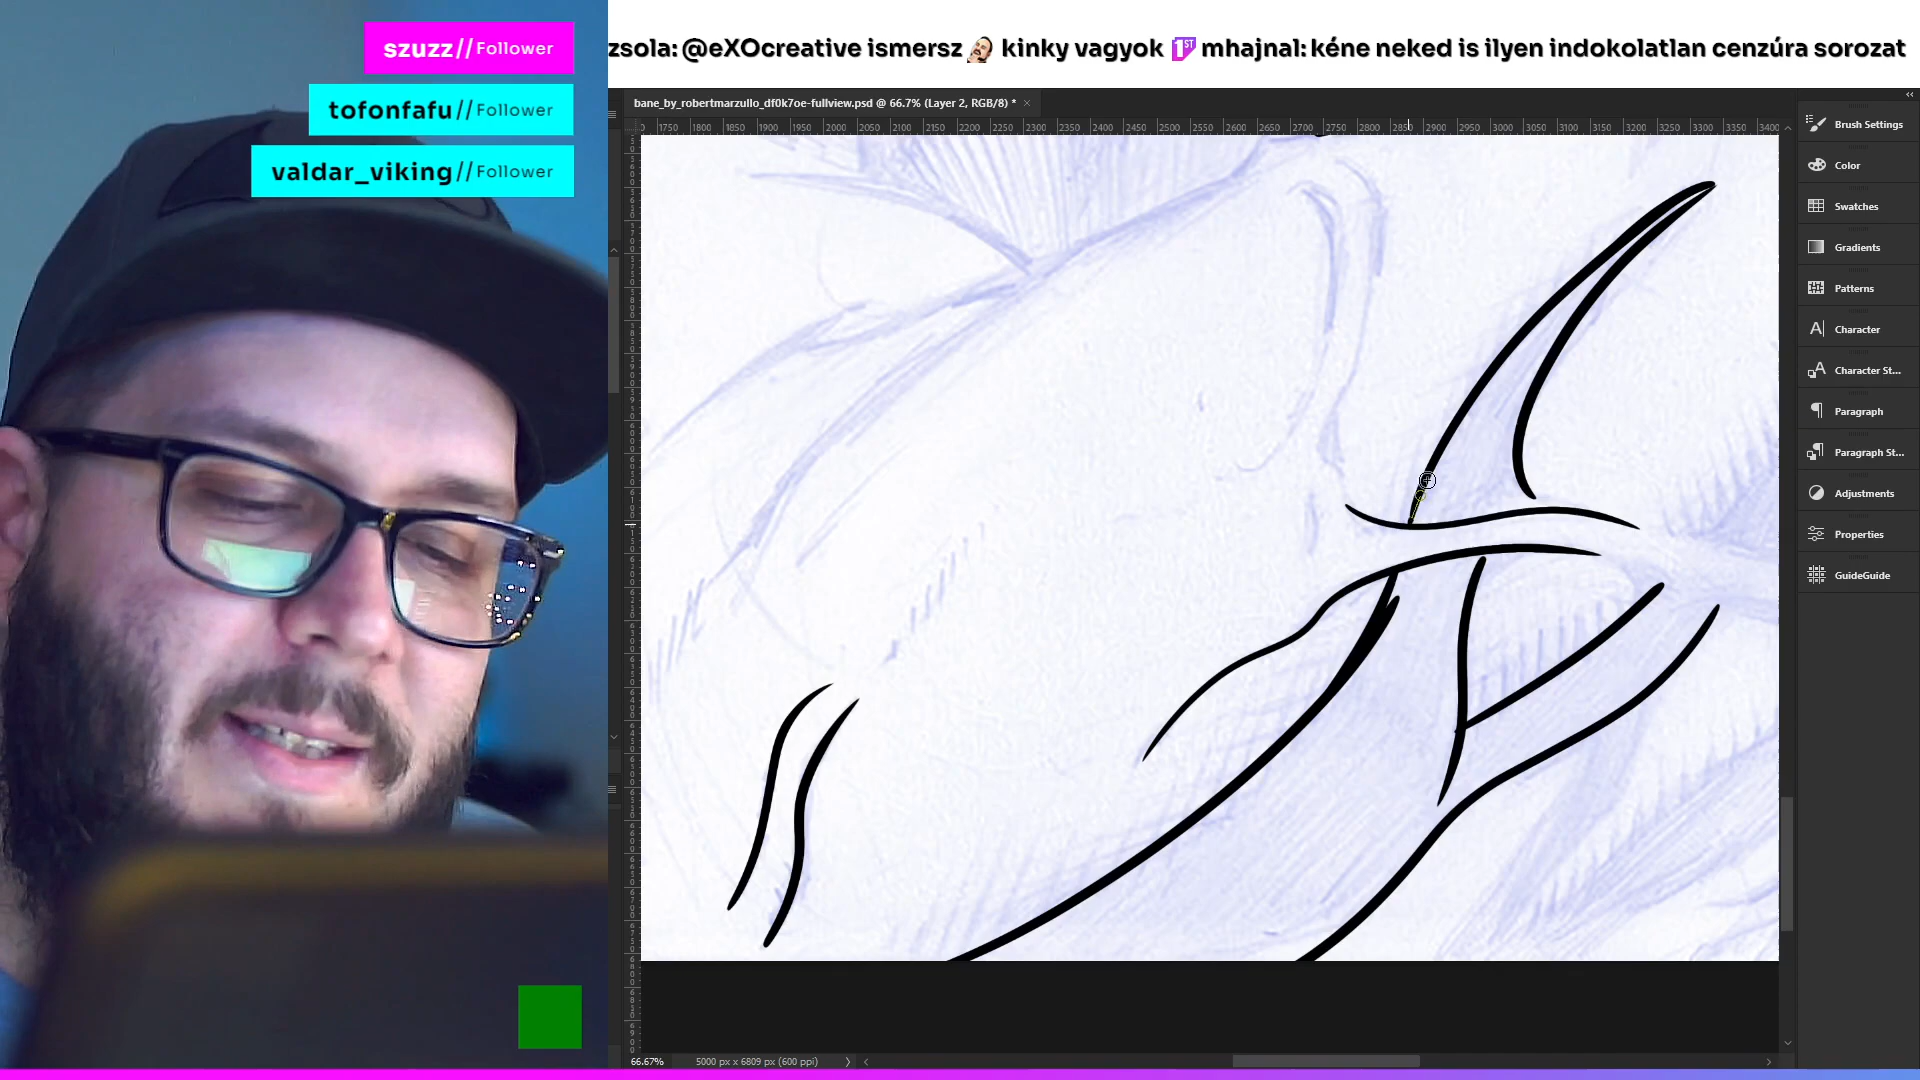 szuzz//Follower
tofonfafu//Follower
valdar_viking//Follower
zsola: @eXOcreative ismersz kinky vagyok 1ST mhajnal: kéne neked is ilyen indokolatlan cenzúra sorozat
bane_by_robertmarzullo_df0k7oe-fullview.psd @ 66.7% (Layer 2, RGB/8) *
1750 1800 1850 1900 1950 2000 2050 2100 2150 2200 2250 2300 2350 2400 2450 2500 2550 2600 2650 2700 2750 2800 2850 2900 2950 3000 3050 3100 3150 3200 3250 3300 3350 3400
Brush Settings
Color
Swatches
Gradients
Patterns
Character
Character St...
Paragraph
Paragraph St...
Adjustments
Properties
GuideGuide
66.67% 5000 px x 6809 px (600 ppi)